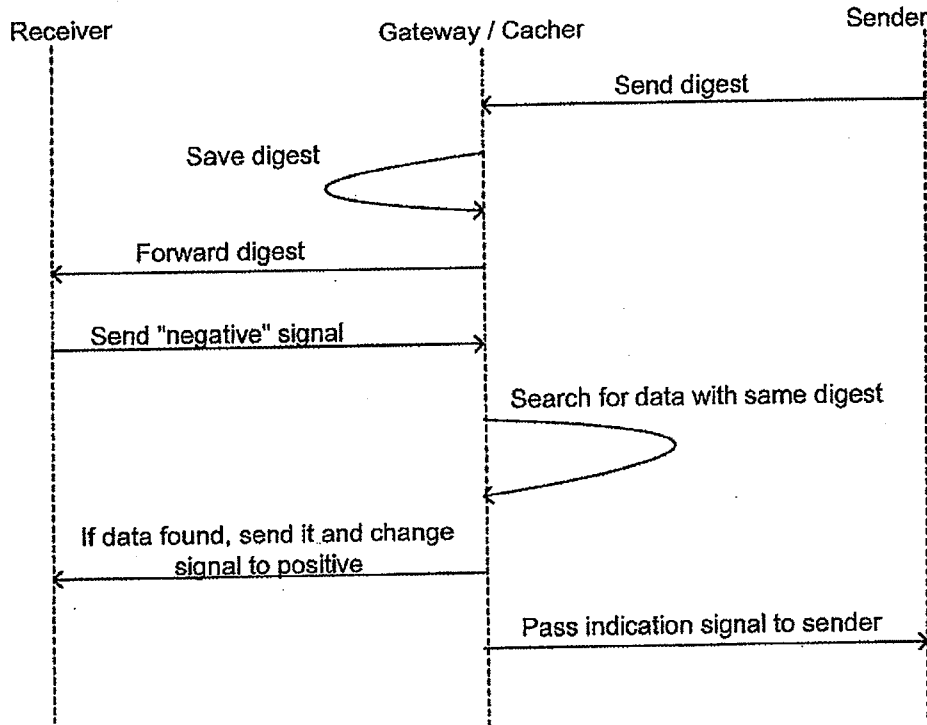 Receiver
Gateway / Cacher
Sender
Send digest
Save digest
Forward digest
Send "negative" signal
Search for data with same digest
If data found, send it and change
signal to positive
Pass indication signal to sender